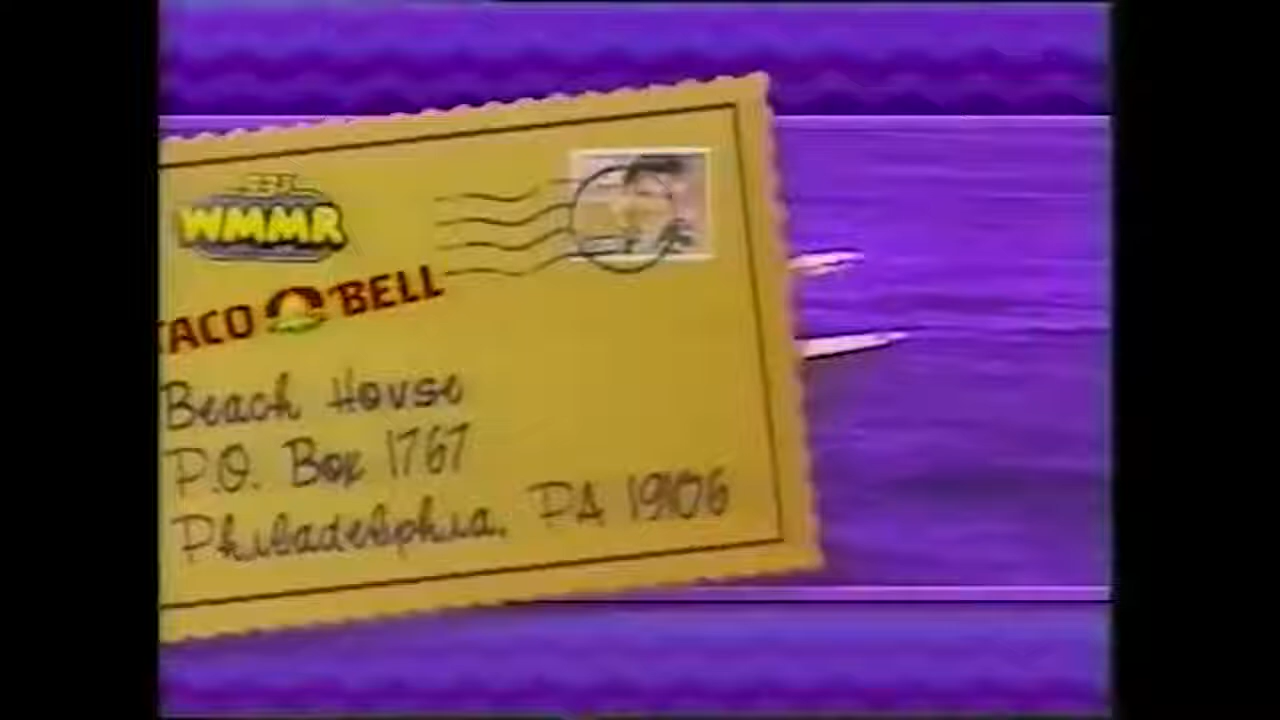 WMMR
TACO BELL
Beach House
P.O. Box 1767
Philadelphia, PA 19106